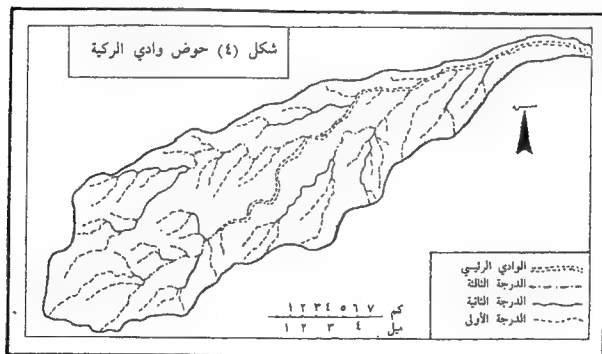 شكل (٤) حوض وادي الركية
الوادي الرئيسي
الدرجة الثالثة
الدرجة الثانية
الدرجة الأولى
١ ٢ ٣ ٤ ٥ ٦ ٧ كم
١ ٢ ٣ ٤ ميل